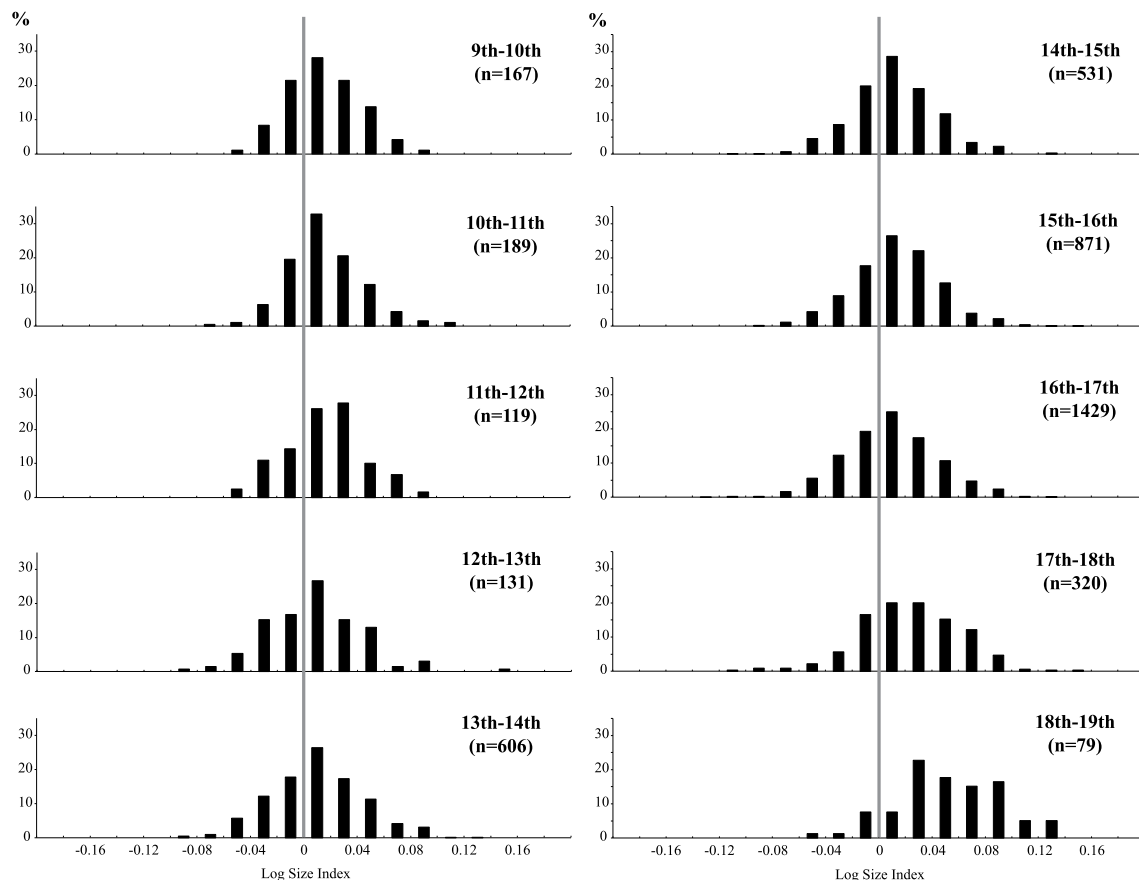 %
30
20
10
0
9th-10th
(n=167)
30
20
10
0
10th-11th
(n=189)
30
20
10
0
11th-12th
(n=119)
30
20
10
0
12th-13th
(n=131)
30
20
10
0
13th-14th
(n=606)
-0.16 -0.12 -0.08 -0.04 0 0.04 0.08 0.12 0.16
Log Size Index
%
30
20
10
0
14th-15th
(n=531)
30
20
10
0
15th-16th
(n=871)
30
20
10
0
16th-17th
(n=1429)
30
20
10
0
17th-18th
(n=320)
30
20
10
0
18th-19th
(n=79)
-0.16 -0.12 -0.08 -0.04 0 0.04 0.08 0.12 0.16
Log Size Index